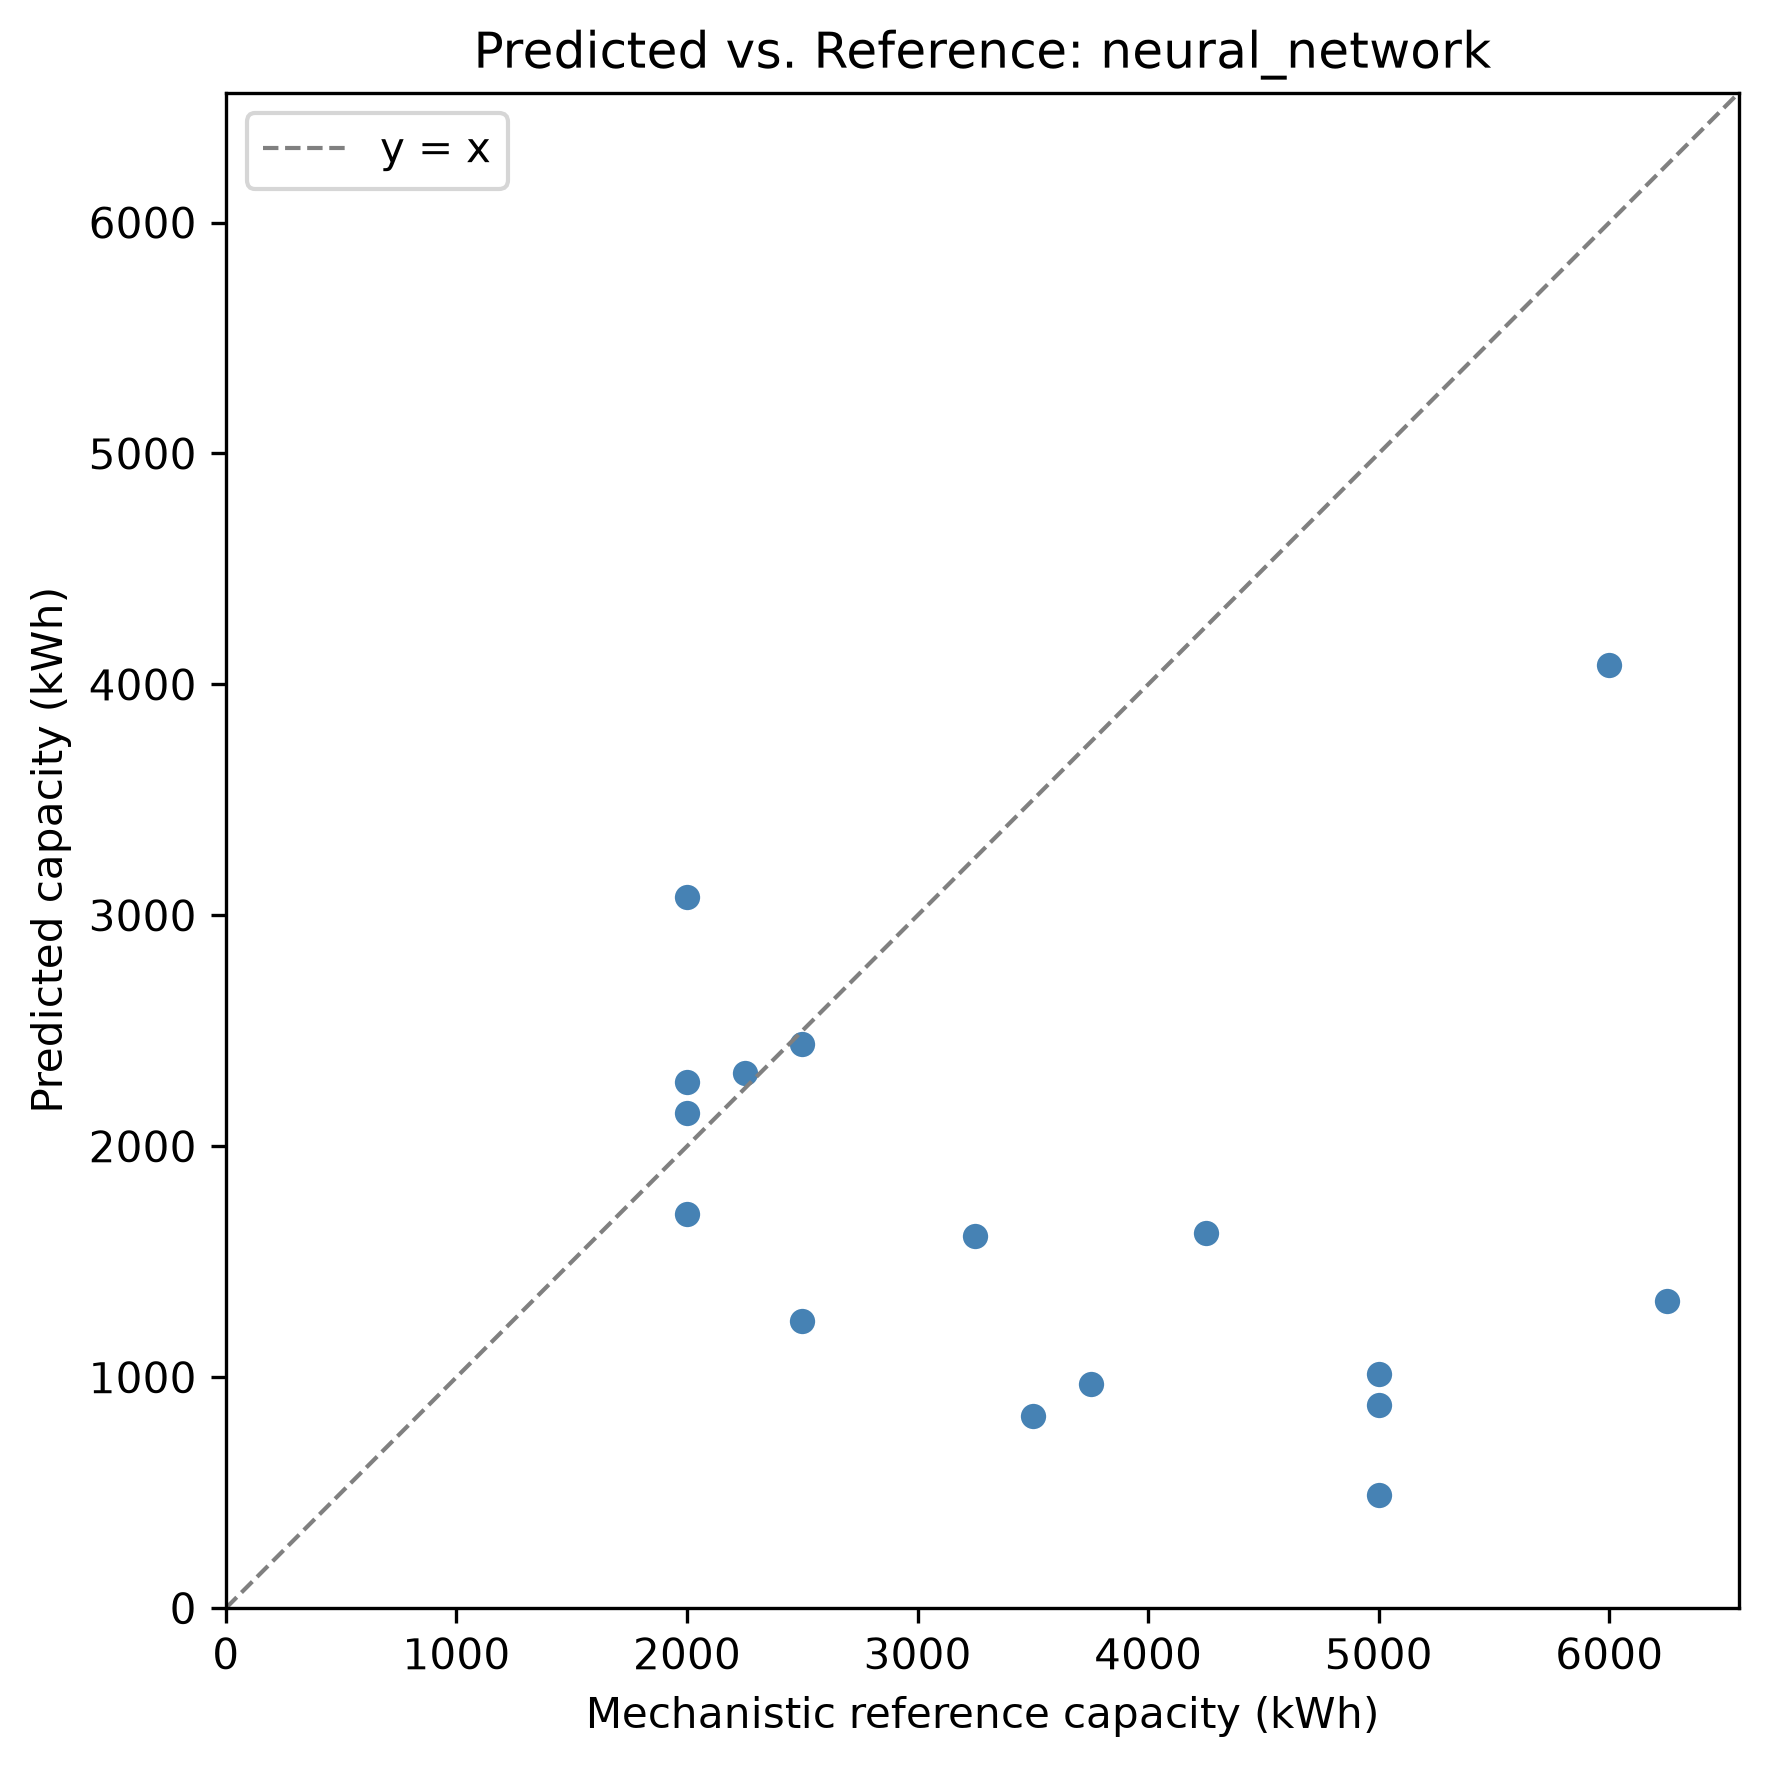 Predicted vs. Reference: neural_network
y = x
6000
5000
4000
3000
2000
1000
0
Predicted capacity (kWh)
0 1000 2000 3000 4000 5000 6000
Mechanistic reference capacity (kWh)